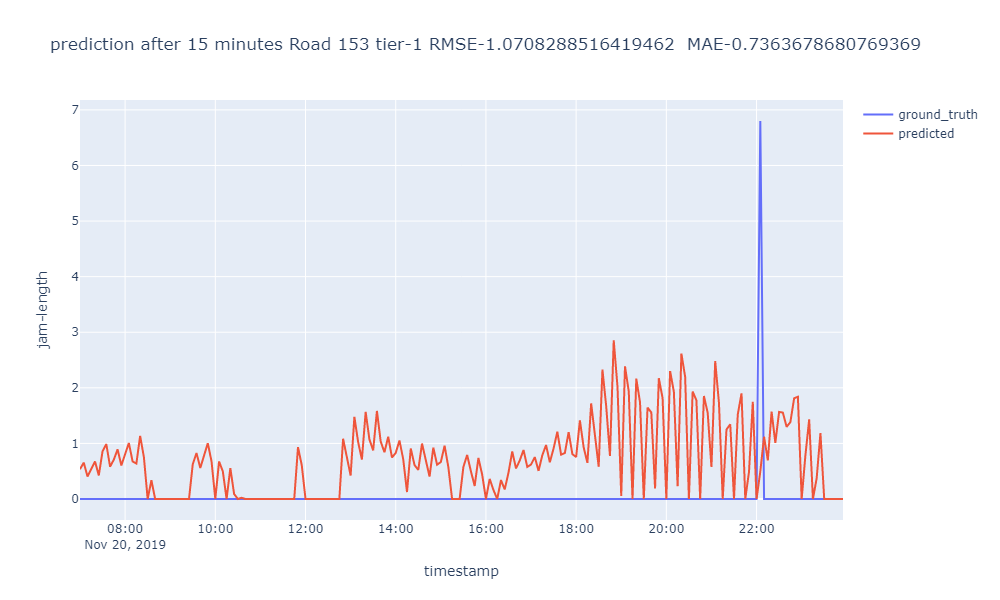 prediction after 15 minutes Road 153 tier-1 RMSE-1.0708288516419462  MAE-0.7363678680769369
ground_truth
predicted
7
6
5
4
3
2
1
0
jam-length
08:00 10:00 12:00 14:00 16:00 18:00 20:00 22:00
Nov 20, 2019
timestamp